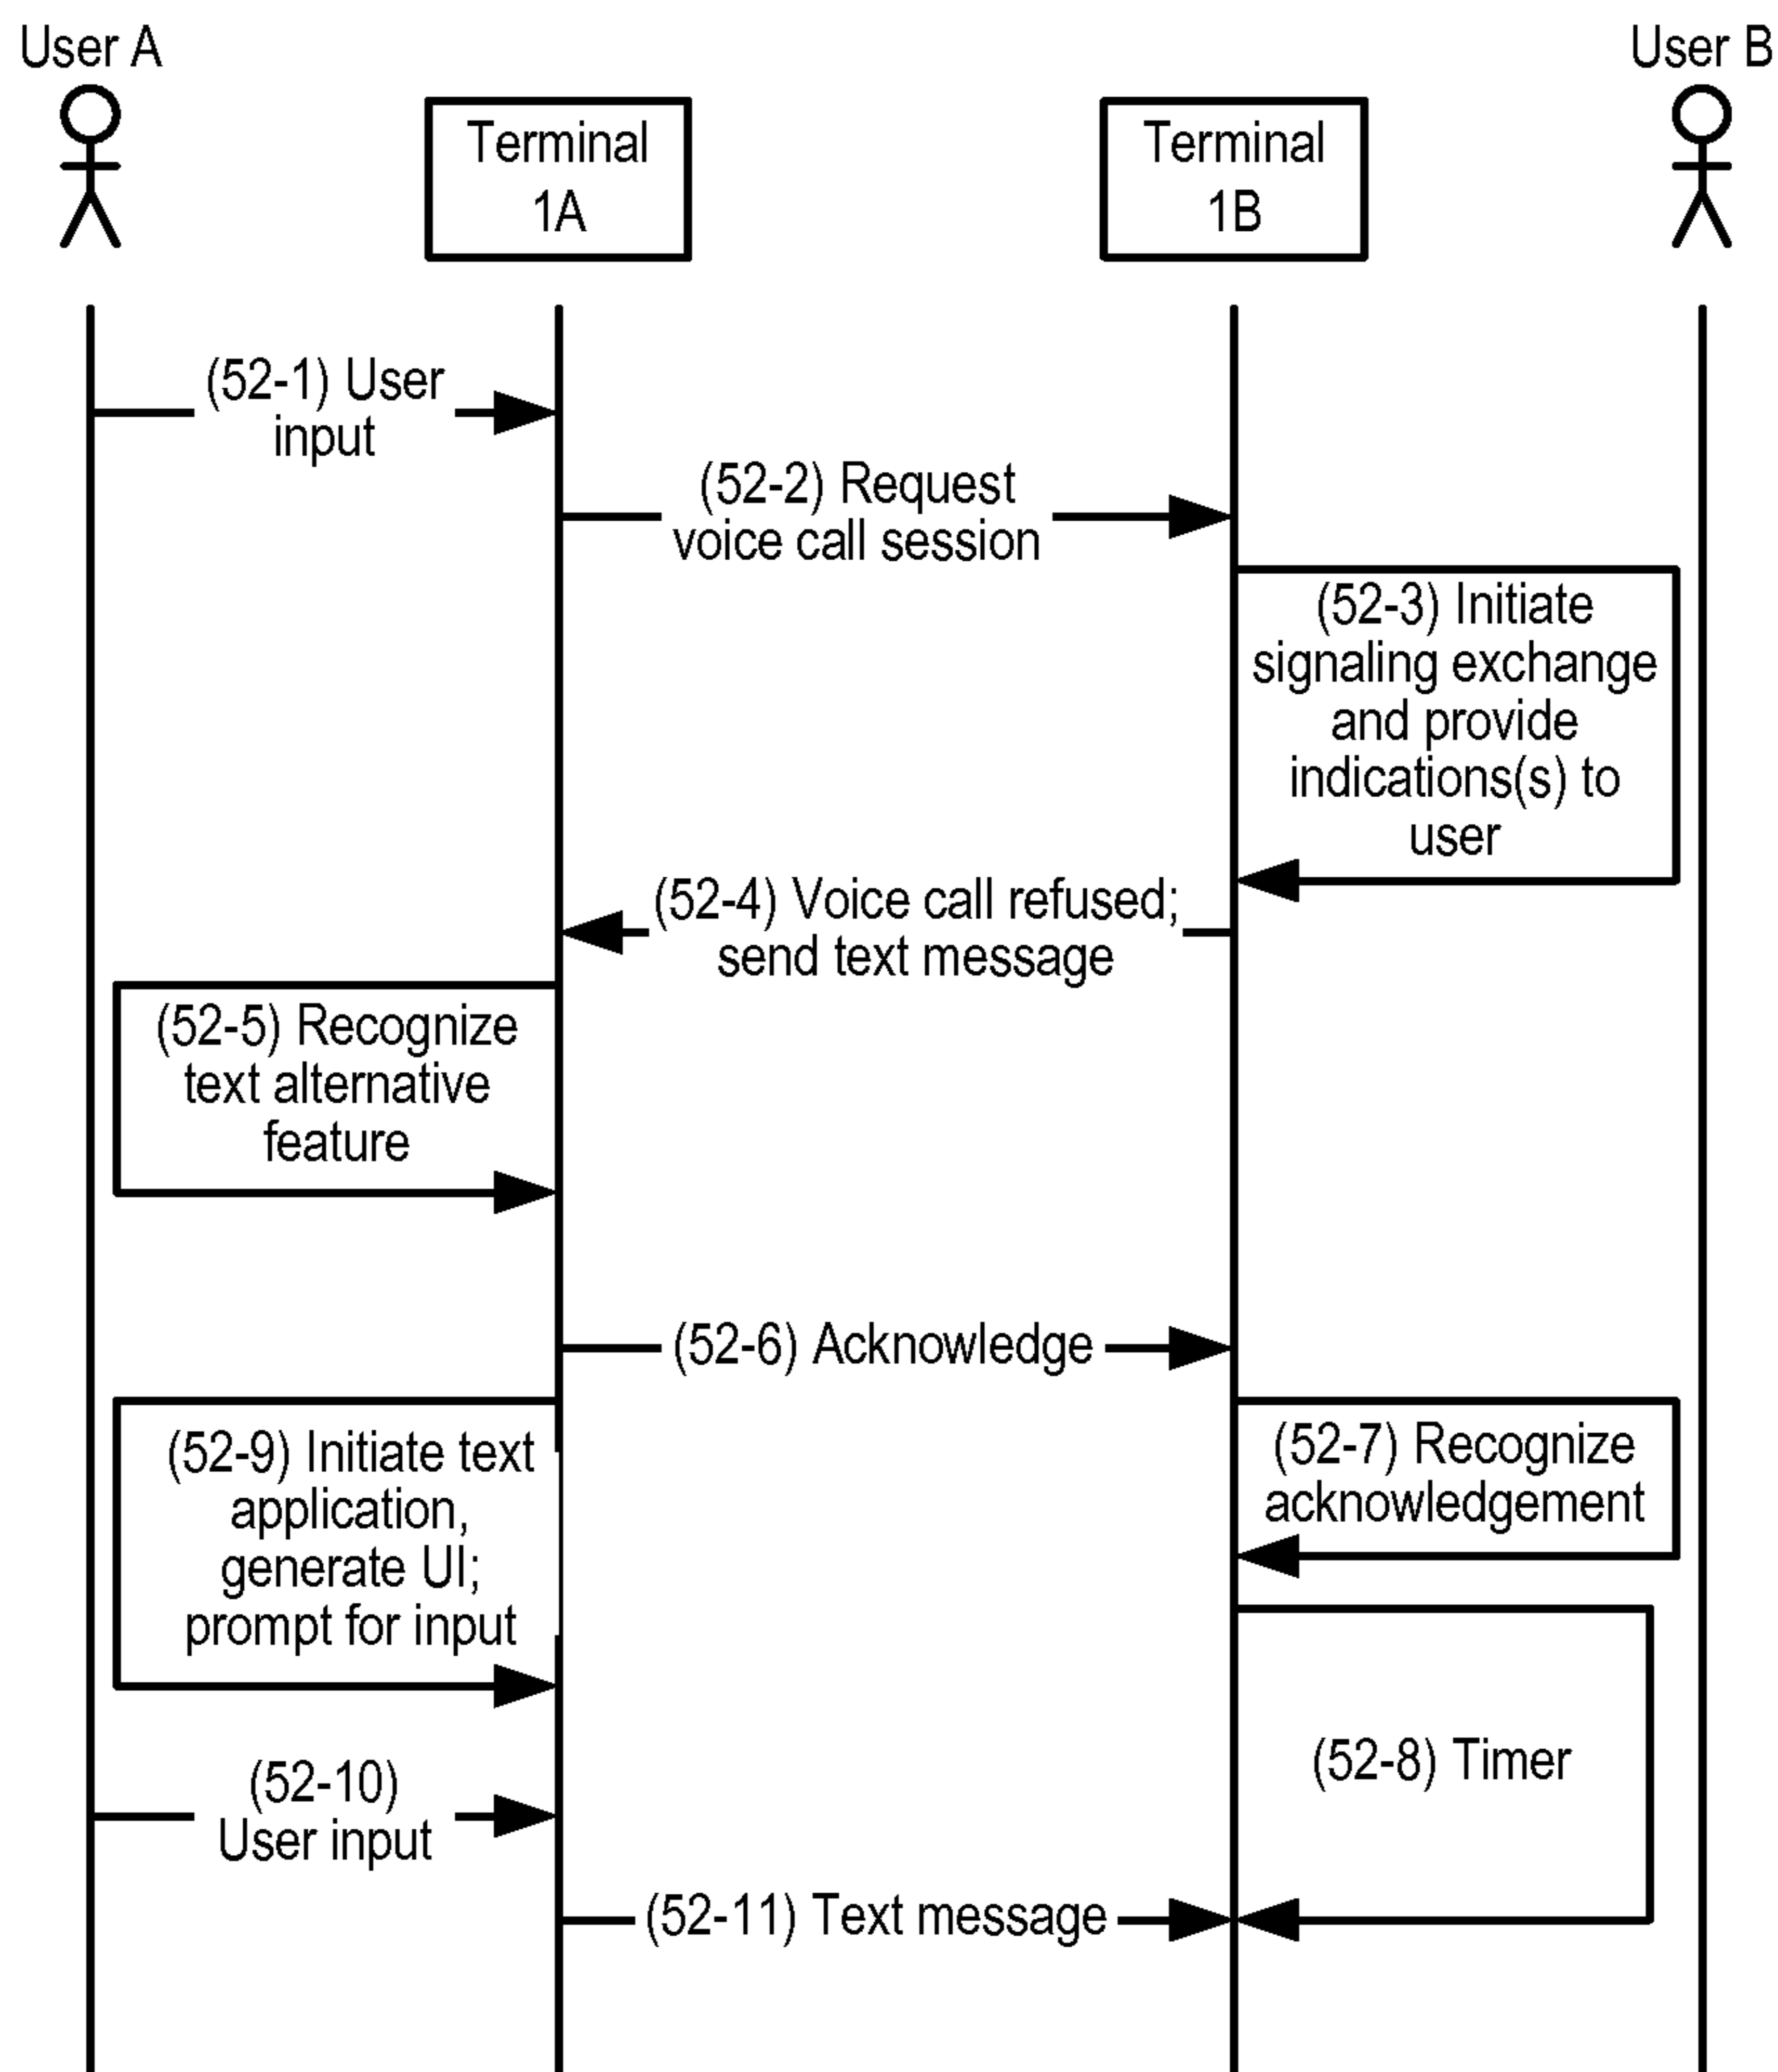 User A
User B
Terminal
1A
Terminal
1B
(52-1) User
input
(52-2) Request
voice call session
(52-3) Initiate
signaling exchange
and provide
indications(s) to
user
(52-4) Voice call refused;
send text message
(52-5) Recognize
text alternative
feature
(52-6) Acknowledge
(52-9) Initiate text
application,
generate UI;
prompt for input
(52-7) Recognize
acknowledgement
(52-8) Timer
(52-10)
User input
(52-11) Text message